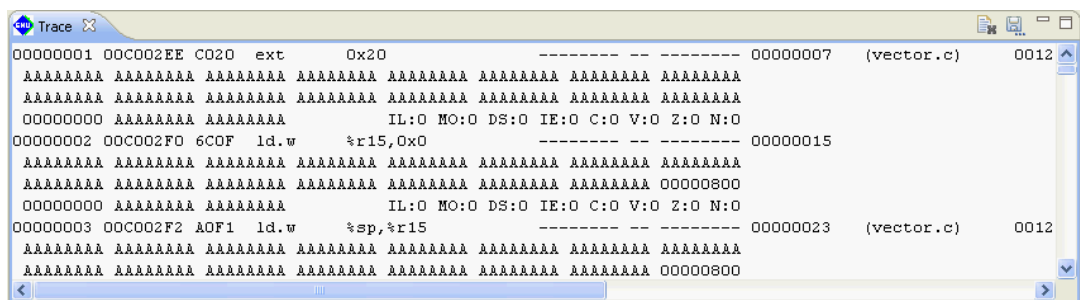 Trace
00000001 00C002EE C020 ext 0x20 -------- -- -------- 00000007 (vector.c) 0012
AAAAAAAA AAAAAAAA AAAAAAAA AAAAAAAA AAAAAAAA AAAAAAAA AAAAAAAA AAAAAAAA
AAAAAAAA AAAAAAAA AAAAAAAA AAAAAAAA AAAAAAAA AAAAAAAA AAAAAAAA AAAAAAAA
00000000 AAAAAAAA AAAAAAAA IL:0 MO:0 DS:0 IE:0 C:0 V:0 Z:0 N:0
00000002 00C002F0 6C0F ld.w %r15,0x0 -------- -- -------- 00000015
AAAAAAAA AAAAAAAA AAAAAAAA AAAAAAAA AAAAAAAA AAAAAAAA AAAAAAAA AAAAAAAA
AAAAAAAA AAAAAAAA AAAAAAAA AAAAAAAA AAAAAAAA AAAAAAAA AAAAAAAA 00000800
00000000 AAAAAAAA AAAAAAAA IL:0 MO:0 DS:0 IE:0 C:0 V:0 Z:0 N:0
00000003 00C002F2 A0F1 ld.w %sp,%r15 -------- -- -------- 00000023 (vector.c) 0012
AAAAAAAA AAAAAAAA AAAAAAAA AAAAAAAA AAAAAAAA AAAAAAAA AAAAAAAA AAAAAAAA
AAAAAAAA AAAAAAAA AAAAAAAA AAAAAAAA AAAAAAAA AAAAAAAA AAAAAAAA 00000800